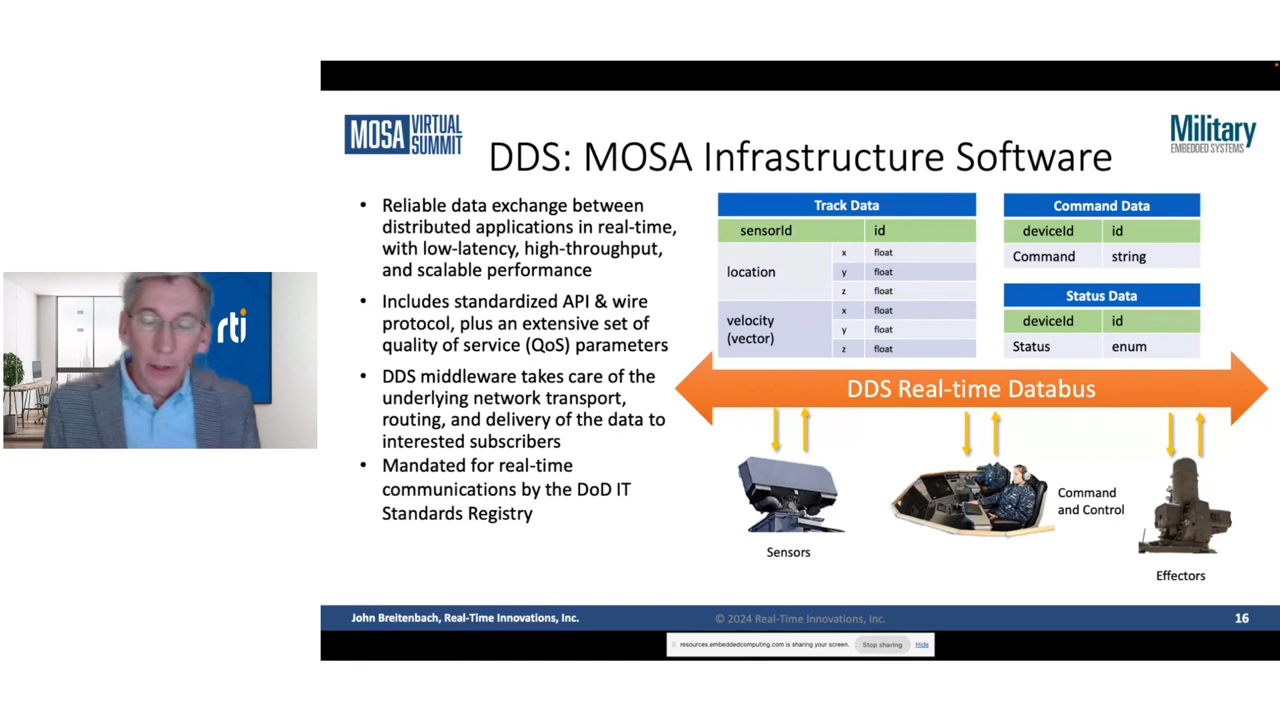 MOSA VIRTUAL SUMMIT
Military
EMBEDDED SYSTEMS
DDS: MOSA Infrastructure Software
• Reliable data exchange between
distributed applications in real-time,
with low-latency, high-throughput,
and scalable performance
• Includes standardized API & wire
protocol, plus an extensive set of
quality of service (QoS) parameters
• DDS middleware takes care of the
underlying network transport,
routing, and delivery of the data to
interested subscribers
• Mandated for real-time
communications by the DoD IT
Standards Registry
Track Data
sensorId id
location
x float
y float
z float
velocity
(vector)
x float
y float
z float
Command Data
deviceId id
Command string
Status Data
deviceId id
Status enum
DDS Real-time Databus
Sensors
Command
and Control
Effectors
rti
John Breitenbach, Real-Time Innovations, Inc.
© 2024 Real-Time Innovations, Inc.
16
resources.embeddedcomputing.com is sharing your screen.
Stop sharing
Hide